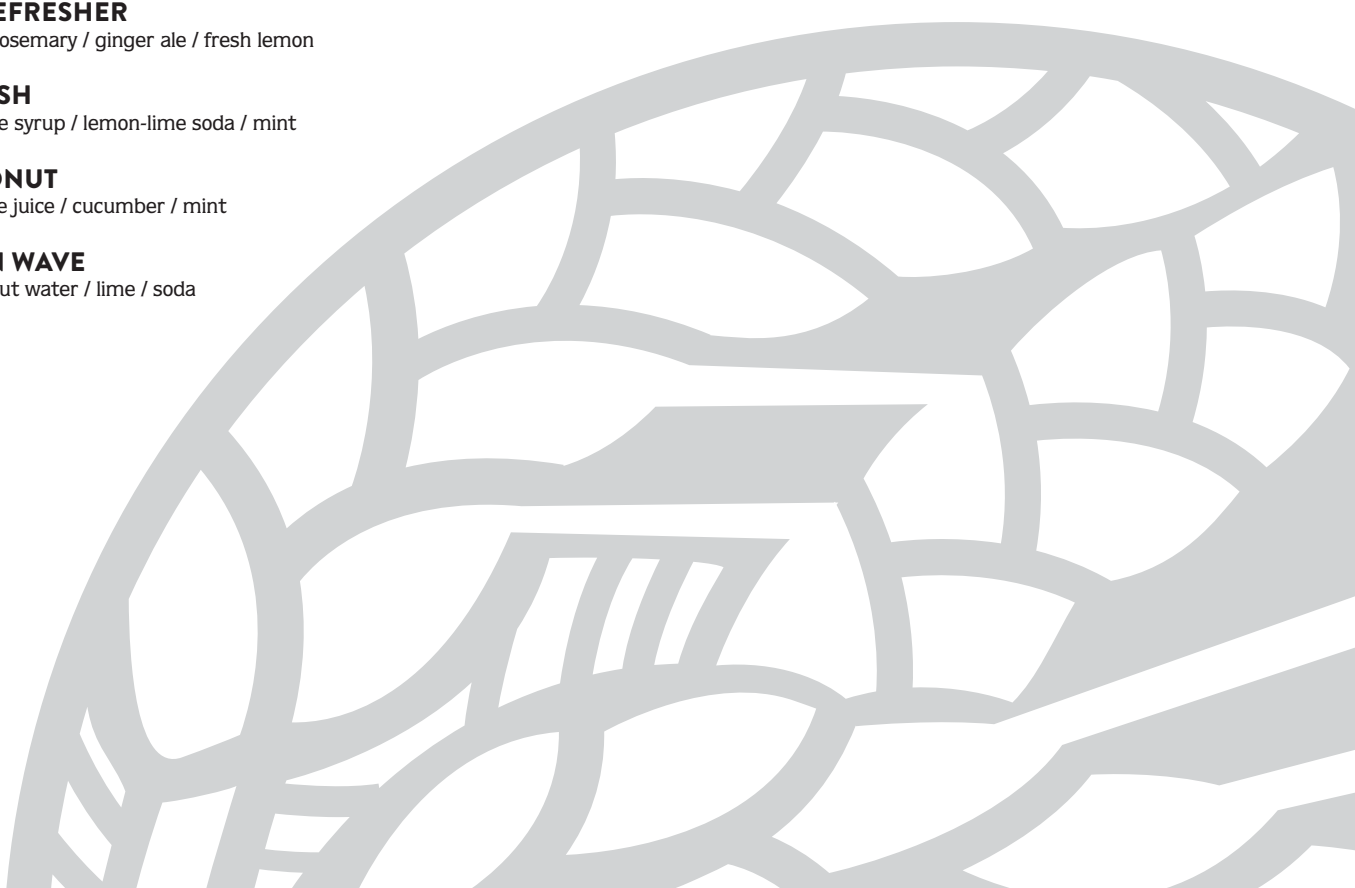 EFRESHER
osemary / ginger ale / fresh lemon
SH
e syrup / lemon-lime soda / mint
ONUT
e juice / cucumber / mint
N WAVE
ut water / lime / soda